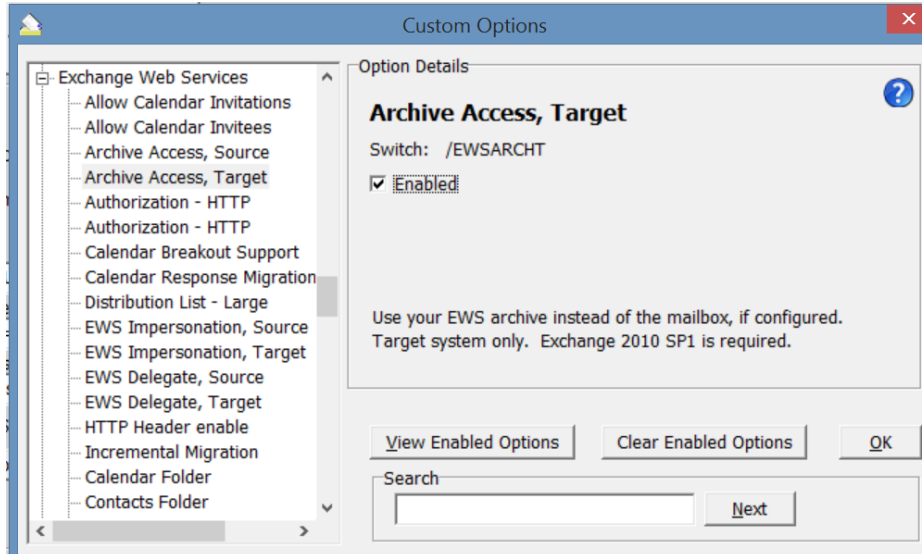 Custom Options
Exchange Web Services
Allow Calendar Invitations
Allow Calendar Invitees
Archive Access, Source
Archive Access, Target
Authorization - HTTP
Authorization - HTTP
Calendar Breakout Support
Calendar Response Migration
Distribution List - Large
EWS Impersonation, Source
EWS Impersonation, Target
EWS Delegate, Source
EWS Delegate, Target
HTTP Header enable
Incremental Migration
Calendar Folder
Contacts Folder
Option Details
Archive Access, Target
Switch: /EWSARCHT
Enabled
Use your EWS archive instead of the mailbox, if configured.
Target system only. Exchange 2010 SP1 is required.
View Enabled Options
Clear Enabled Options
OK
Search
Next